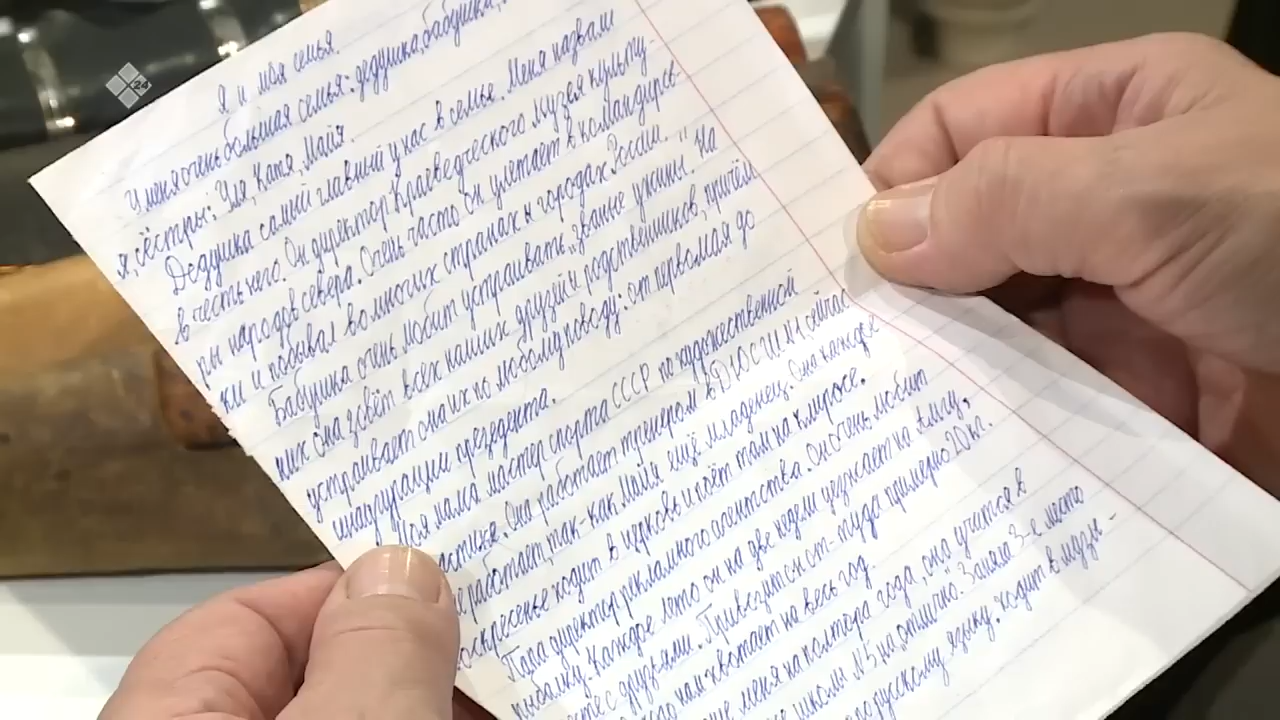 24
Я и моя семья.
У меня очень большая семья: дедушка, бабушка,
я, сёстры: Уля, Катя, Майя.
Дедушка самый главный у нас в семье. Меня назвали
в честь него. Он директор Краеведческого музея культу-
ры народов севера. Очень часто он улетает в командиров-
ки и побывал во многих странах и городах России.
Бабушка очень любит устраивать „званые ужины." На
них она зовёт всех наших друзей и родственников, причём
устраивает она их по любому поводу: от первомая до
инаугурации презедента.
Моя мама мастер спорта СССР по художественной
Она работает тренером в ДЮСШ №1 сейчас
не работает, так-как Майя ещё младенец. Она каждое
воскресенье ходит в церковь и поёт там на клиросе.
Папа директор рекламного агентства. Он очень любит
рыбалку. Каждое лето он на две недели уезжает на Алгу,
вместе с друзьями. Привозит он от-туда примерно 20 кг.
нам хватает на весь год.
меня на полтора года, она учится в
школы №5 на „отлично." Заняла 3-е место
по русскому языку. Ходит в музы-